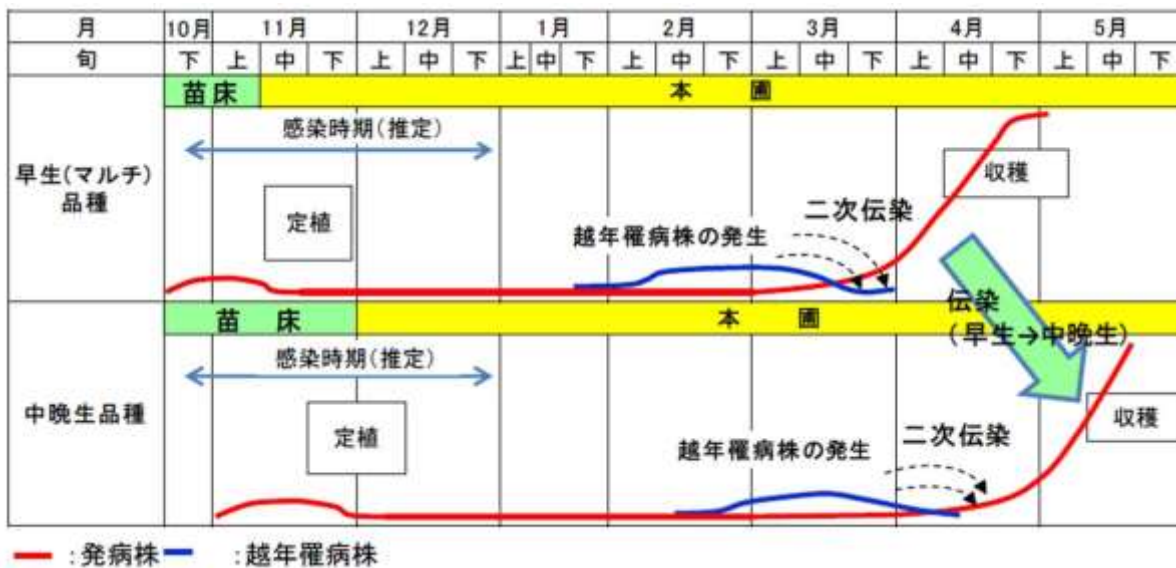 月 10月 11月 12月 1月 2月 3月 4月 5月
旬 下 上 中 下 上 中 下 上 中 下 上 中 下 上 中 下 上 中 下 上 中 下
苗床 本 圃
早生(マルチ)
品種
感染時期(推定)
定植
越年罹病株の発生
二次伝染
収穫
苗 床 本 圃
伝染
(早生→中晩生)
中晩生品種
感染時期(推定)
定植
越年罹病株の発生
二次伝染
収穫
:発病株 :越年罹病株